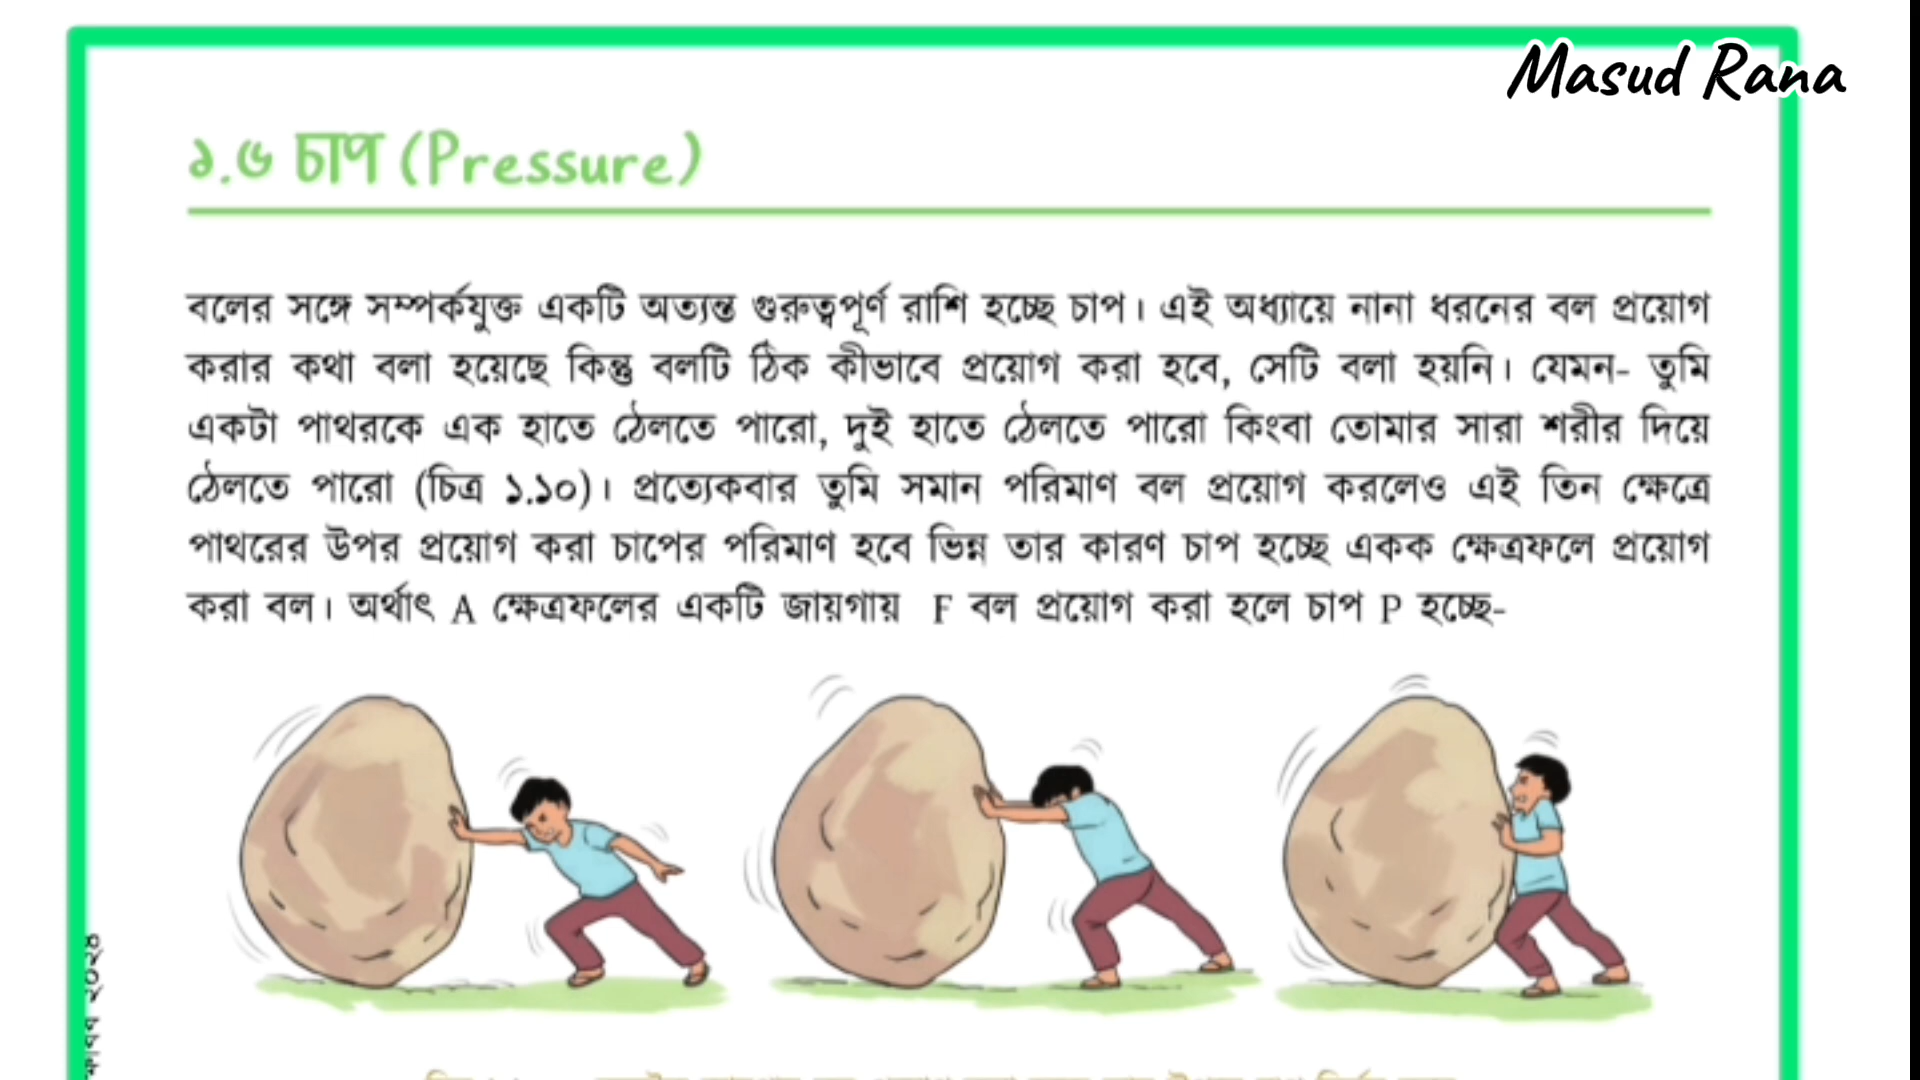 Masud Rana
১.৬ চাপ (Pressure)
বলের সঙ্গে সম্পর্কযুক্ত একটি অত্যন্ত গুরুত্বপূর্ণ রাশি হচ্ছে চাপ। এই অধ্যায়ে নানা ধরনের বল প্রয়োগ
করার কথা বলা হয়েছে কিন্তু বলটি ঠিক কীভাবে প্রয়োগ করা হবে, সেটি বলা হয়নি। যেমন- তুমি
একটা পাথরকে এক হাতে ঠেলতে পারো, দুই হাতে ঠেলতে পারো কিংবা তোমার সারা শরীর দিয়ে
ঠেলতে পারো (চিত্র ১.১০)। প্রত্যেকবার তুমি সমান পরিমাণ বল প্রয়োগ করলেও এই তিন ক্ষেত্রে
পাথরের উপর প্রয়োগ করা চাপের পরিমাণ হবে ভিন্ন তার কারণ চাপ হচ্ছে একক ক্ষেত্রফলে প্রয়োগ
করা বল। অর্থাৎ A ক্ষেত্রফলের একটি জায়গায় F বল প্রয়োগ করা হলে চাপ P হচ্ছে-
২০২৪